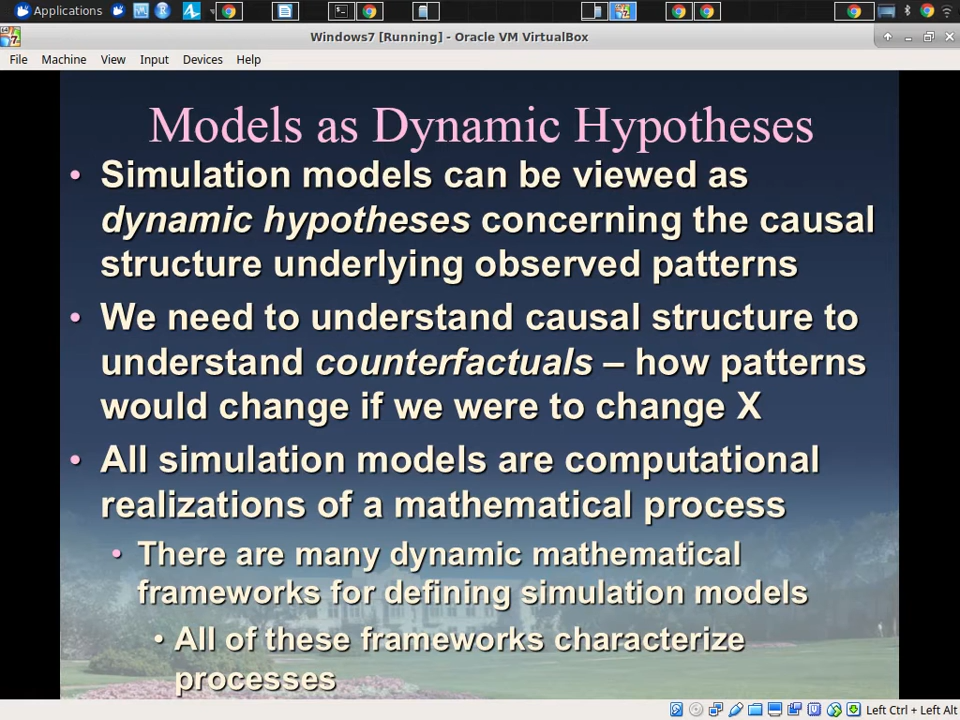 Applications
Windows7 [Running] - Oracle VM VirtualBox
File Machine View Input Devices Help
Models as Dynamic Hypotheses
• Simulation models can be viewed as
dynamic hypotheses concerning the causal
structure underlying observed patterns
• We need to understand causal structure to
understand counterfactuals – how patterns
would change if we were to change X
• All simulation models are computational
realizations of a mathematical process
• There are many dynamic mathematical
frameworks for defining simulation models
• All of these frameworks characterize
processes
Left Ctrl + Left Alt